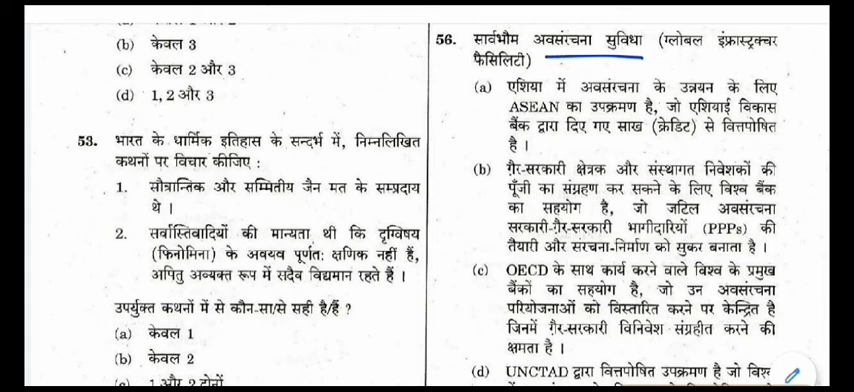 (b) केवल 3
(c) केवल 2 और 3
(d) 1, 2 और 3
53. भारत के धार्मिक इतिहास के सन्दर्भ में, निम्नलिखित
कथनों पर विचार कीजिए :
1. सौत्रान्तिक और सम्मितीय जैन मत के सम्प्रदाय
थे ।
2. सर्वास्तिवादियों की मान्यता थी कि दृग्विषय
(फिनोमिना) के अवयव पूर्णतः क्षणिक नहीं हैं,
अपितु अव्यक्त रूप में सदैव विद्यमान रहते हैं ।
उपर्युक्त कथनों में से कौन-सा/से सही है/हैं ?
(a) केवल 1
(b) केवल 2
(c) 1 और 2 दोनों
56. सार्वभौम अवसंरचना सुविधा (ग्लोबल इंफ्रास्ट्रक्चर
फैसिलिटी)
(a) एशिया में अवसंरचना के उन्नयन के लिए
ASEAN का उपक्रमण है, जो एशियाई विकास
बैंक द्वारा दिए गए साख (क्रेडिट) से वित्तपोषित
है ।
(b) ग़ैर-सरकारी क्षेत्रक और संस्थागत निवेशकों की
पूँजी का संग्रहण कर सकने के लिए विश्व बैंक
का सहयोग है, जो जटिल अवसंरचना
सरकारी-ग़ैर-सरकारी भागीदारियों (PPPs) की
तैयारी और संरचना-निर्माण को सुकर बनाता है ।
(c) OECD के साथ कार्य करने वाले विश्व के प्रमुख
बैंकों का सहयोग है, जो उन अवसंरचना
परियोजनाओं को विस्तारित करने पर केन्द्रित है
जिनमें ग़ैर-सरकारी विनिवेश संग्रहीत करने की
क्षमता है ।
(d) UNCTAD द्वारा वित्तपोषित उपक्रमण है जो